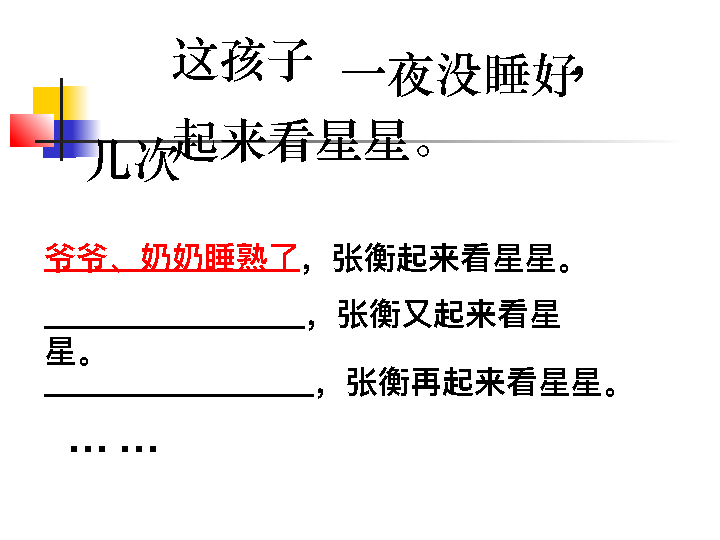 这孩子一夜没睡好，
几次起来看星星。
爷爷、奶奶睡熟了，张衡起来看星星。
________________，张衡又起来看星
星。
________________，张衡再起来看星星。
… …